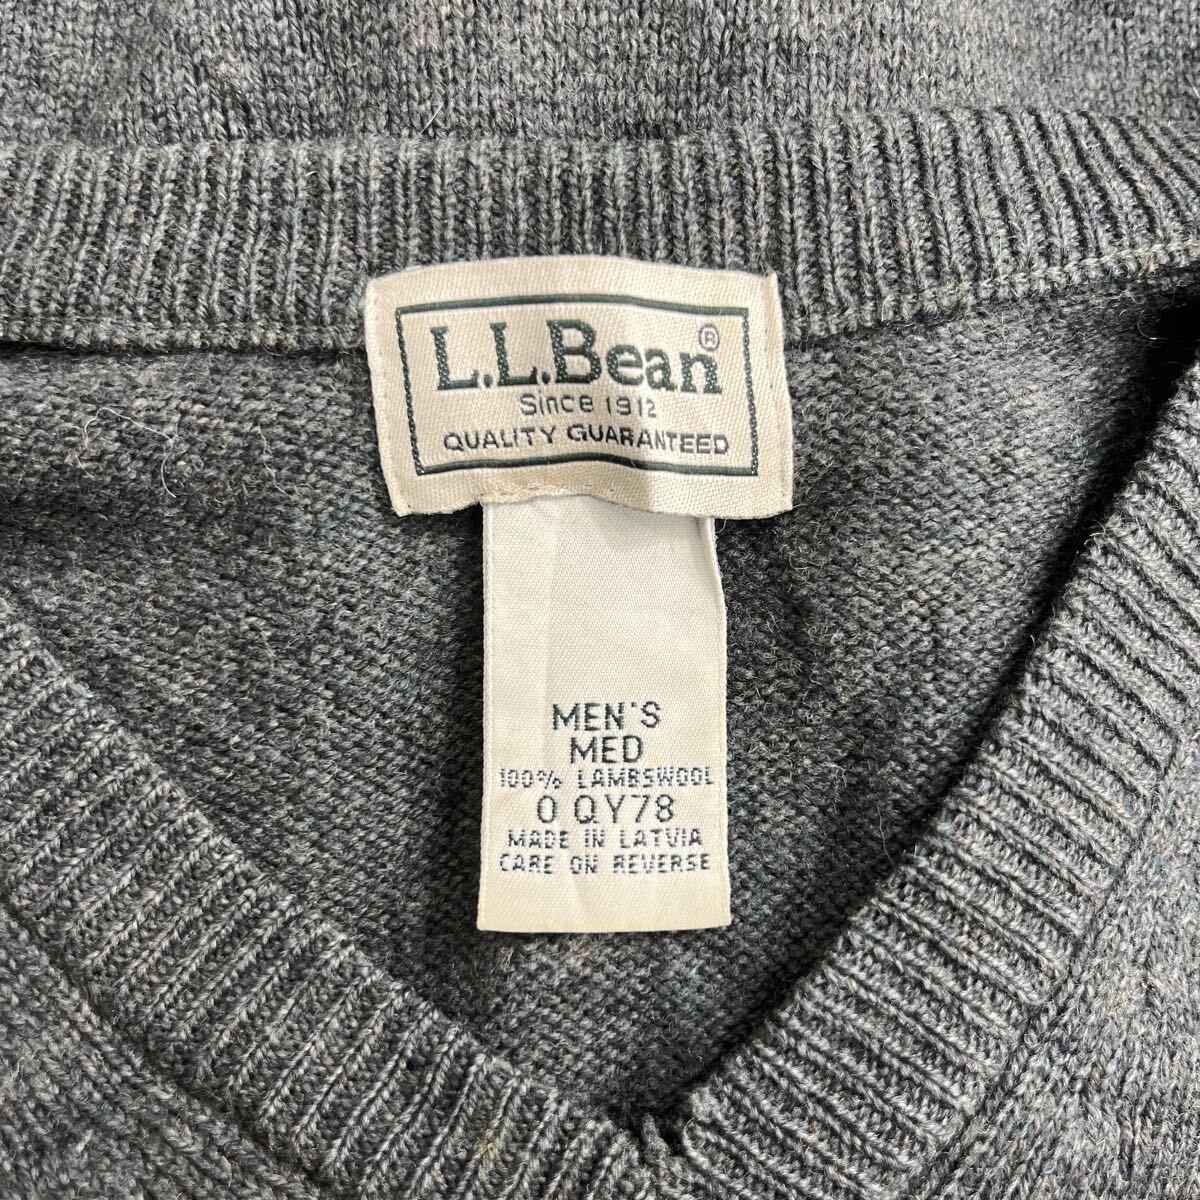 L.L.Bean®
Since 1912
QUALITY GUARANTEED
MEN'S
MED
100% LAMBSWOOL
0 QY78
MADE IN LATVIA
CARE ON REVERSE